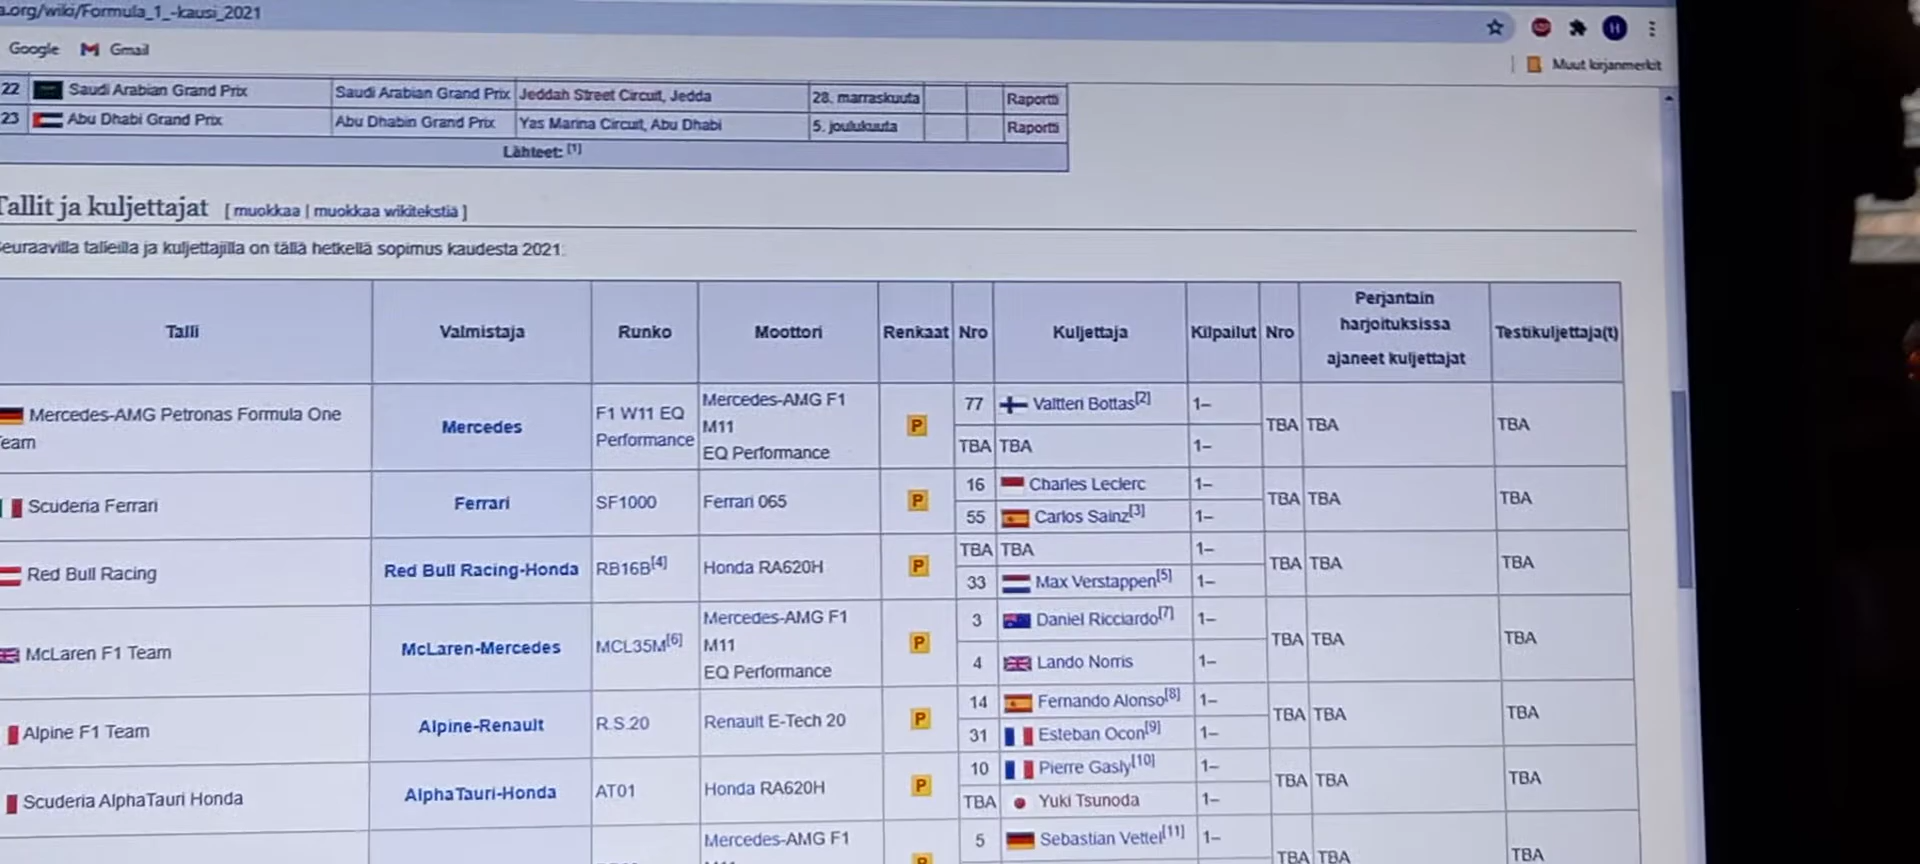 a.org/wiki/Formula_1_-kausi_2021
Google Gmail
H
Muut kirjanmerkit
22 Saudi Arabian Grand Prix Saudi Arabian Grand Prix Jeddah Street Circuit, Jedda 28. marraskuuta Raportti
23 Abu Dhabi Grand Prix Abu Dhabin Grand Prix Yas Marina Circuit, Abu Dhabi 5. joulukuuta Raportti
Lähteet: [1]
Tallit ja kuljettajat [ muokkaa | muokkaa wikitekstiä ]
Seuraavilla talleilla ja kuljettajilla on tällä hetkellä sopimus kaudesta 2021:
Talli Valmistaja Runko Moottori Renkaat Nro Kuljettaja Kilpailut Nro Perjantain
harjoituksissa
ajaneet kuljettajat Testikuljettaja(t)
Mercedes-AMG Petronas Formula One
eam
Mercedes
F1 W11 EQ
Performance
Mercedes-AMG F1
M11
EQ Performance
P
77 Valtteri Bottas[2] 1–
TBA TBA 1–
TBA TBA TBA
Scuderia Ferrari Ferrari SF1000 Ferrari 065 P
16 Charles Leclerc 1–
55 Carlos Sainz[3] 1–
TBA TBA TBA
Red Bull Racing Red Bull Racing-Honda RB16B[4] Honda RA620H P
TBA TBA 1–
33 Max Verstappen[5] 1–
TBA TBA TBA
McLaren F1 Team McLaren-Mercedes MCL35M[6]
Mercedes-AMG F1
M11
EQ Performance
P
3 Daniel Ricciardo[7] 1–
4 Lando Norris 1–
TBA TBA TBA
Alpine F1 Team Alpine-Renault R.S.20 Renault E-Tech 20 P
14 Fernando Alonso[8] 1–
31 Esteban Ocon[9] 1–
TBA TBA TBA
Scuderia AlphaTauri Honda AlphaTauri-Honda AT01 Honda RA620H P
10 Pierre Gasly[10] 1–
TBA Yuki Tsunoda 1–
TBA TBA TBA
Mercedes-AMG F1
5 Sebastian Vettel[11] 1–
TBA TBA TBA